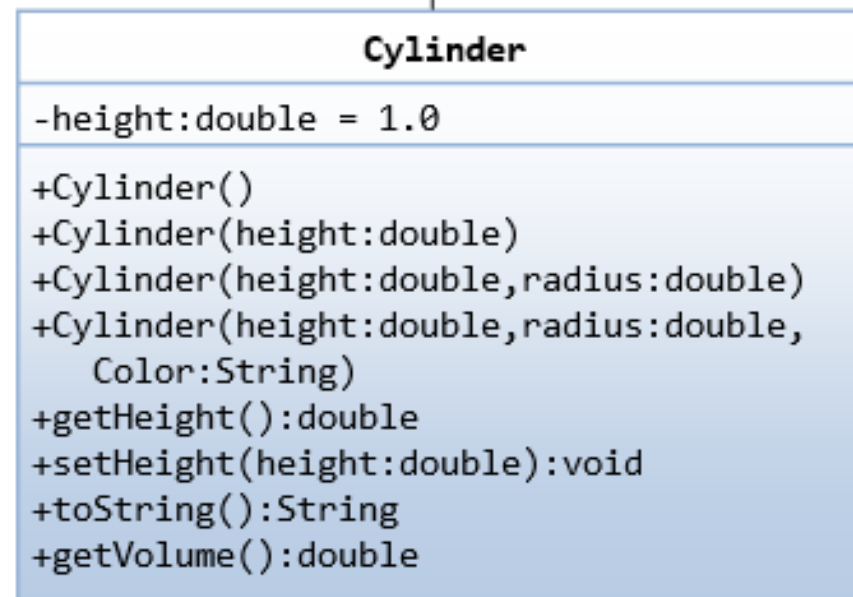 Cylinder
-height:double = 1.0
+Cylinder()
+Cylinder(height:double)
+Cylinder(height:double,radius:double)
+Cylinder(height:double,radius:double,
Color:String)
+getHeight():double
+setHeight(height:double):void
+toString():String
+getVolume():double